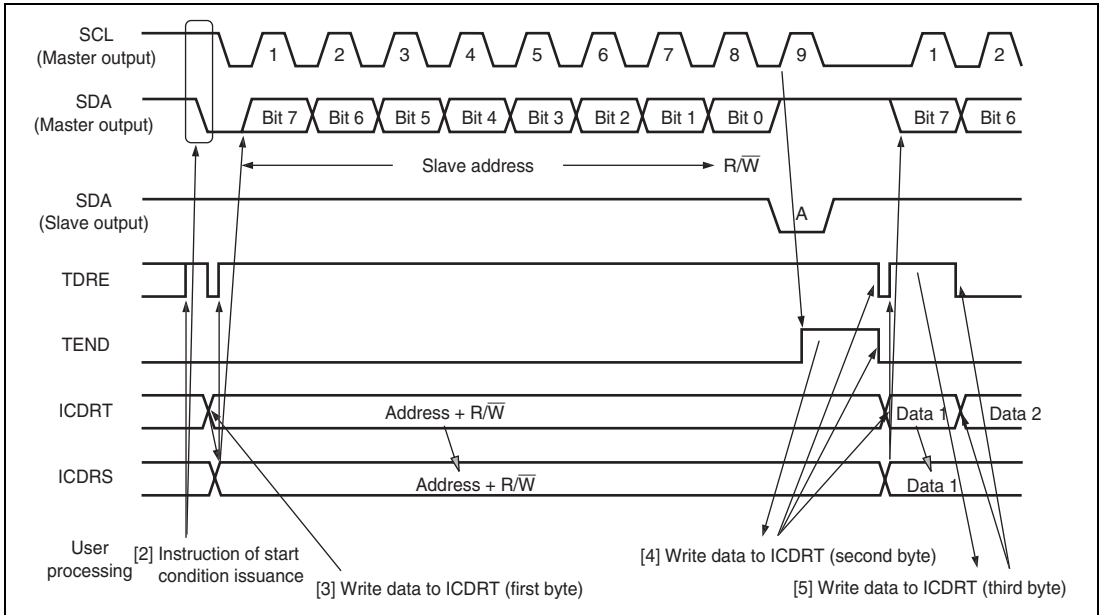 SCL
(Master output)
1 2 3 4 5 6 7 8 9 1 2
SDA
(Master output)
Bit 7 Bit 6 Bit 5 Bit 4 Bit 3 Bit 2 Bit 1 Bit 0 Bit 7 Bit 6
Slave address R/W̅
SDA
(Slave output)
A
TDRE
TEND
ICDRT
Address + R/W̅ Data 1 Data 2
ICDRS
Address + R/W̅ Data 1
User
processing
[2] Instruction of start
condition issuance
[3] Write data to ICDRT (first byte)
[4] Write data to ICDRT (second byte)
[5] Write data to ICDRT (third byte)